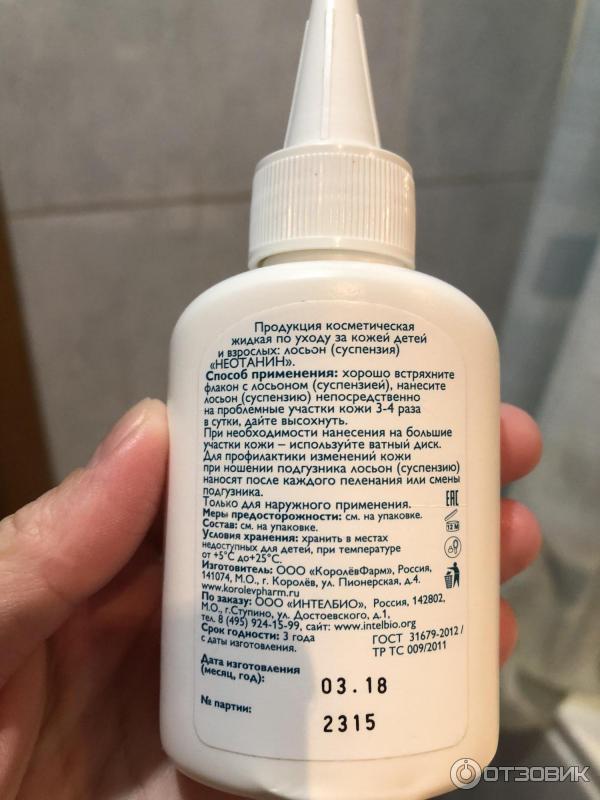 Продукция косметическая
жидкая по уходу за кожей детей
и взрослых: лосьон (суспензия)
«НЕОТАНИН».
Способ применения: хорошо встряхните
флакон с лосьоном (суспензией), нанесите
лосьон (суспензию) непосредственно
на проблемные участки кожи 3-4 раза
в сутки, дайте высохнуть.
При необходимости нанесения на большие
участки кожи – используйте ватный диск.
Для профилактики изменений кожи
при ношении подгузника лосьон (суспензию)
наносят после каждого пеленания или смены
подгузника.
Только для наружного применения.
Меры предосторожности: см. на упаковке.
Состав: см. на упаковке.
Условия хранения: хранить в местах
недоступных для детей, при температуре
от +5°С до+25°С.
Изготовитель: ООО «КоролёвФарм», Россия,
141074, М.О., г. Королёв, ул. Пионерская, д.4.
www.korolevpharm.ru
По заказу: ООО «ИНТЕЛБИО», Россия, 142802,
М.О., г.Ступино, ул. Достоевского, д.1,
тел. 8 (495) 924-15-99, сайт: www.intelbio.org
Срок годности: 3 года
с даты изготовления.
ГОСТ 31679-2012 /
ТР ТС 009/2011
Дата изготовления
(месяц, год):
03.18
№ партии:
2315
EAC
12 M
ОТЗОВИК